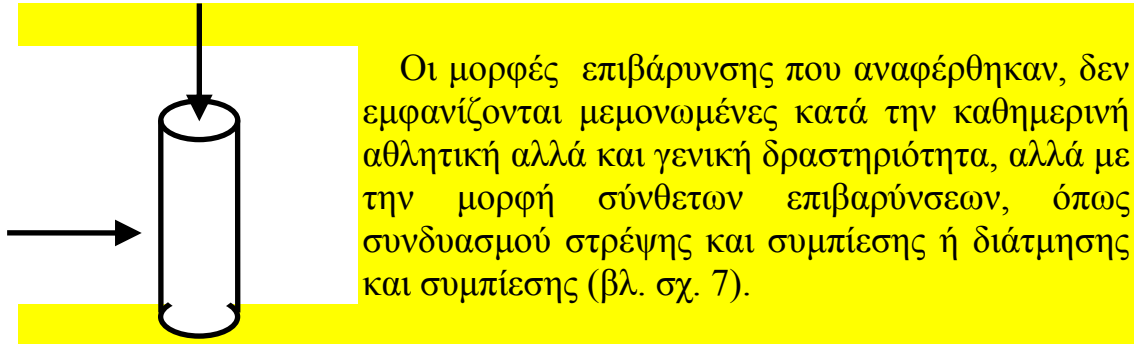 Οι μορφές επιβάρυνσης που αναφέρθηκαν, δεν
εμφανίζονται μεμονωμένες κατά την καθημερινή
αθλητική αλλά και γενική δραστηριότητα, αλλά με
την μορφή σύνθετων επιβαρύνσεων, όπως
συνδυασμού στρέψης και συμπίεσης ή διάτμησης
και συμπίεσης (βλ. σχ. 7).